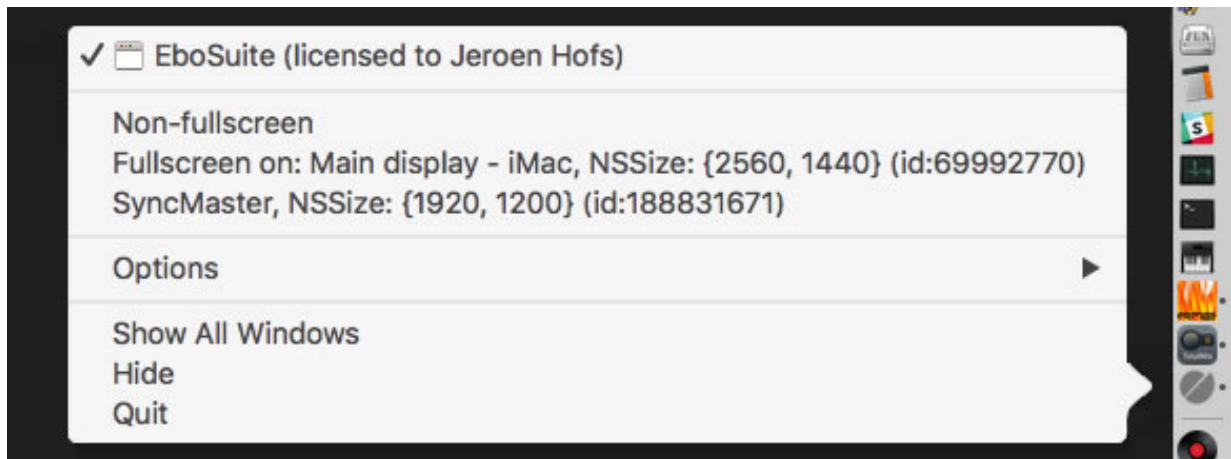 EboSuite (licensed to Jeroen Hofs)
Non-fullscreen
Fullscreen on: Main display - iMac, NSSize: {2560, 1440} (id:69992770)
SyncMaster, NSSize: {1920, 1200} (id:188831671)
Options
Show All Windows
Hide
Quit
S